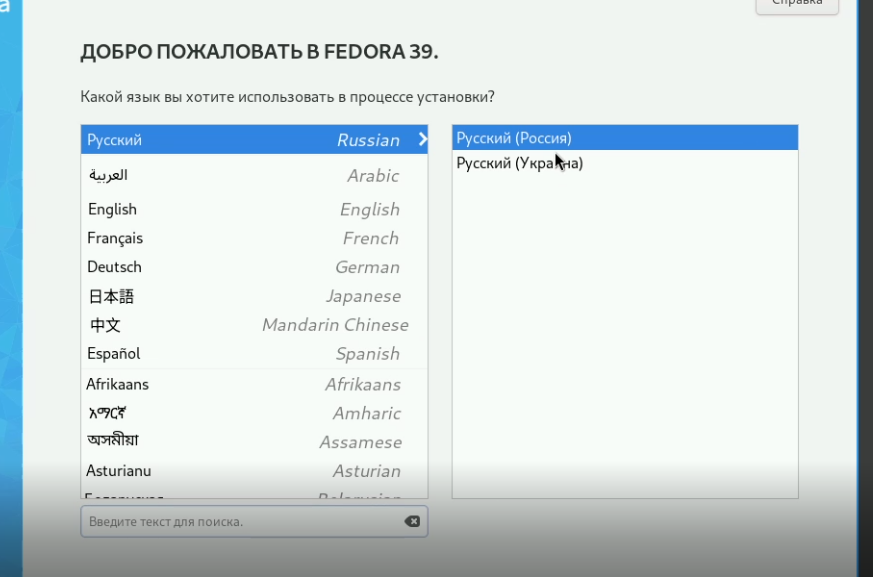 а
Справка
ДОБРО ПОЖАЛОВАТЬ В FEDORA 39.
Какой язык вы хотите использовать в процессе установки?
Русский Russian
العربية Arabic
English English
Français French
Deutsch German
日本語 Japanese
中文 Mandarin Chinese
Español Spanish
Afrikaans Afrikaans
አማርኛ Amharic
অসমীয়া Assamese
Asturianu Asturian
Беларуская Belarusian
Введите текст для поиска.
Русский (Россия)
Русский (Украина)